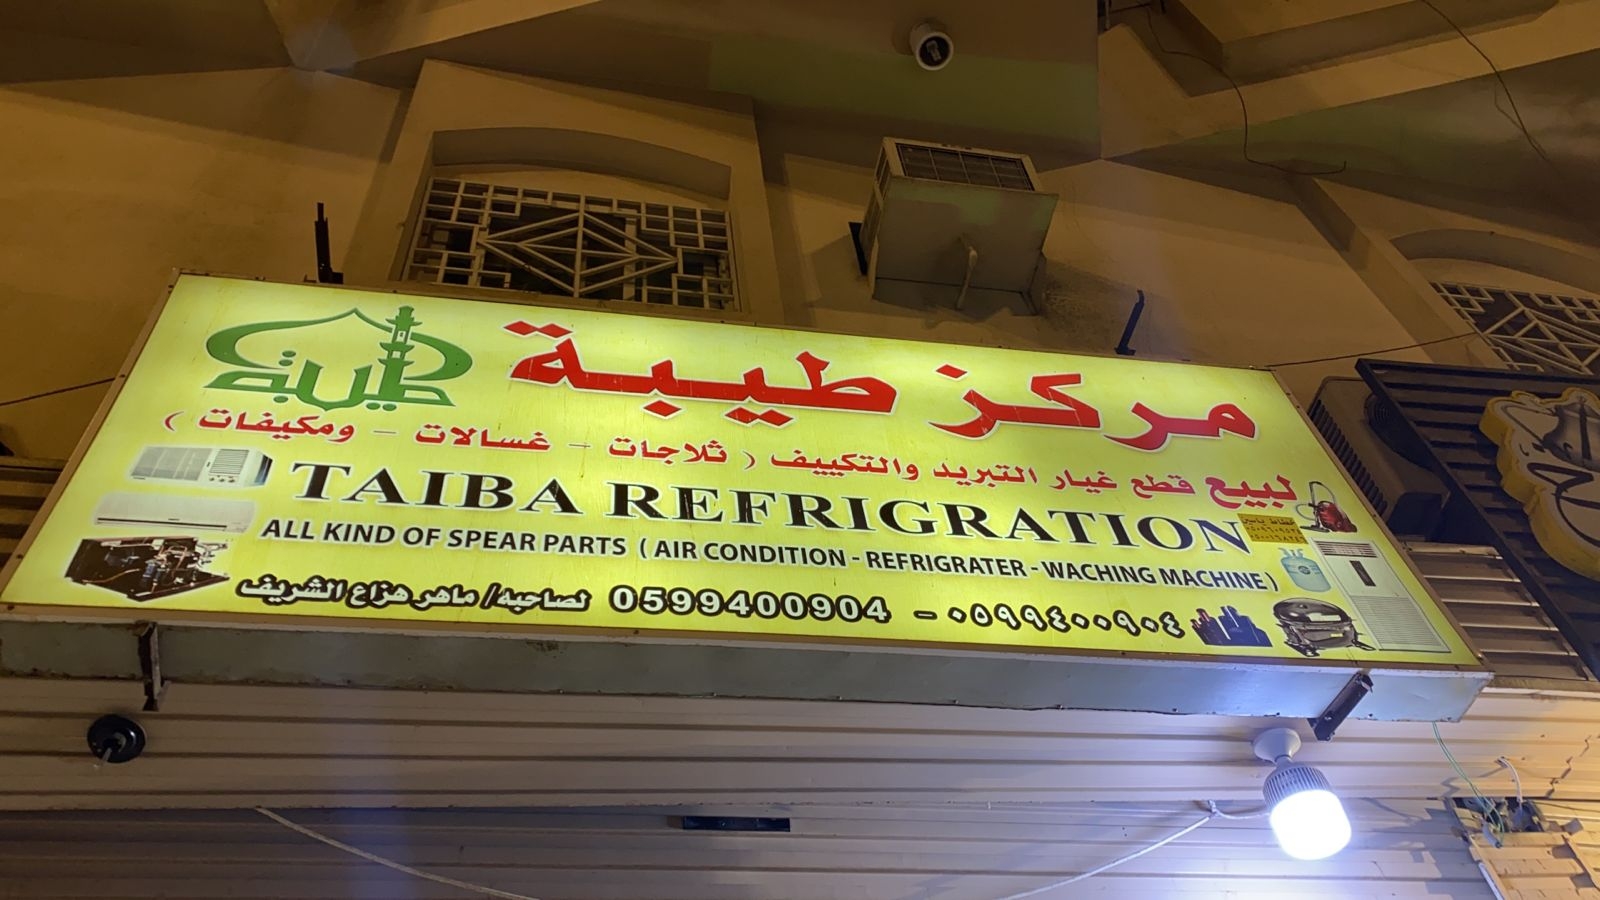 مركز طيبة
طيبة
لبيع قطع غيار التبريد والتكييف ( ثلاجات - غسالات - ومكيفات )
TAIBA REFRIGRATION
ALL KIND OF SPEAR PARTS ( AIR CONDITION - REFRIGRATER - WACHING MACHINE )
لصاحبه/ ماهر هزاع الشريف 0599400904 - ٠٥٩٩٤٠٠٩٠٤